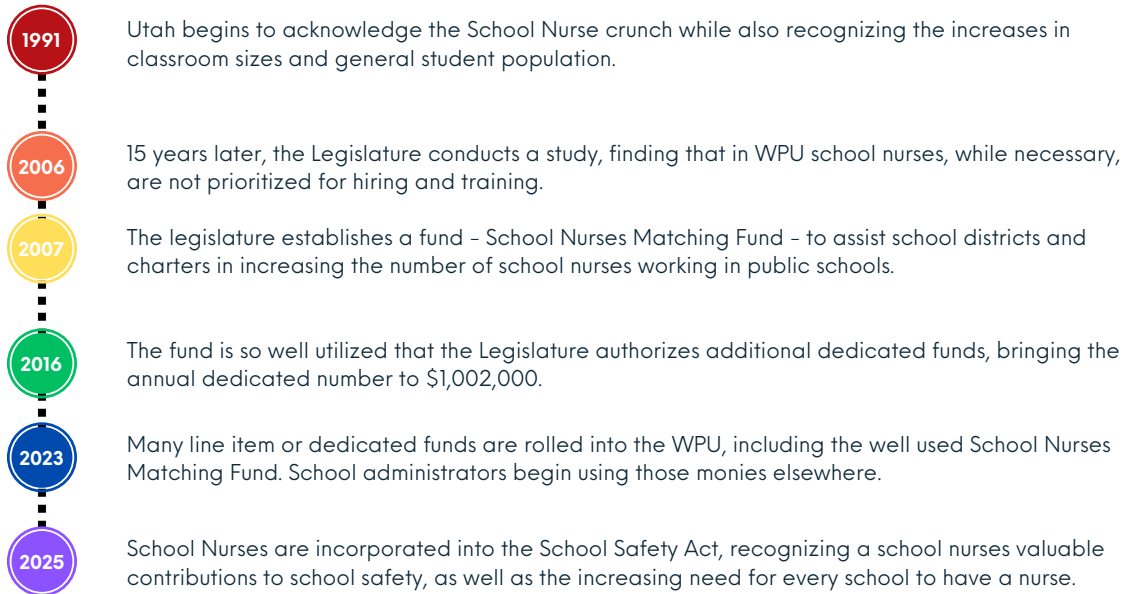 1991
Utah begins to acknowledge the School Nurse crunch while also recognizing the increases in
classroom sizes and general student population.
2006
15 years later, the Legislature conducts a study, finding that in WPU school nurses, while necessary,
are not prioritized for hiring and training.
2007
The legislature establishes a fund - School Nurses Matching Fund - to assist school districts and
charters in increasing the number of school nurses working in public schools.
2016
The fund is so well utilized that the Legislature authorizes additional dedicated funds, bringing the
annual dedicated number to $1,002,000.
2023
Many line item or dedicated funds are rolled into the WPU, including the well used School Nurses
Matching Fund. School administrators begin using those monies elsewhere.
2025
School Nurses are incorporated into the School Safety Act, recognizing a school nurses valuable
contributions to school safety, as well as the increasing need for every school to have a nurse.